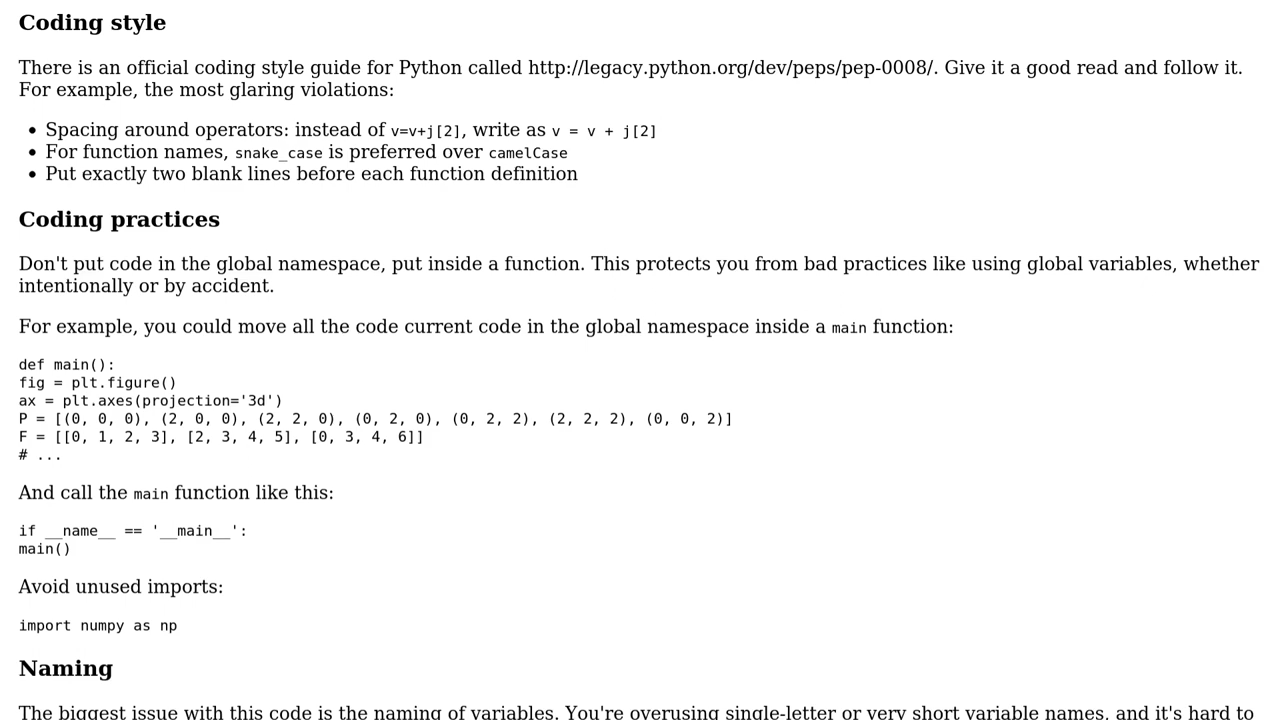 Coding style
There is an official coding style guide for Python called http://legacy.python.org/dev/peps/pep-0008/. Give it a good read and follow it.
For example, the most glaring violations:
• Spacing around operators: instead of v=v+j[2], write as v = v + j[2]
• For function names, snake_case is preferred over camelCase
• Put exactly two blank lines before each function definition
Coding practices
Don't put code in the global namespace, put inside a function. This protects you from bad practices like using global variables, whether
intentionally or by accident.
For example, you could move all the code current code in the global namespace inside a main function:
def main():
fig = plt.figure()
ax = plt.axes(projection='3d')
P = [(0, 0, 0), (2, 0, 0), (2, 2, 0), (0, 2, 0), (0, 2, 2), (2, 2, 2), (0, 0, 2)]
F = [[0, 1, 2, 3], [2, 3, 4, 5], [0, 3, 4, 6]]
# ...
And call the main function like this:
if __name__ == '__main__':
main()
Avoid unused imports:
import numpy as np
Naming
The biggest issue with this code is the naming of variables. You're overusing single-letter or very short variable names, and it's hard to